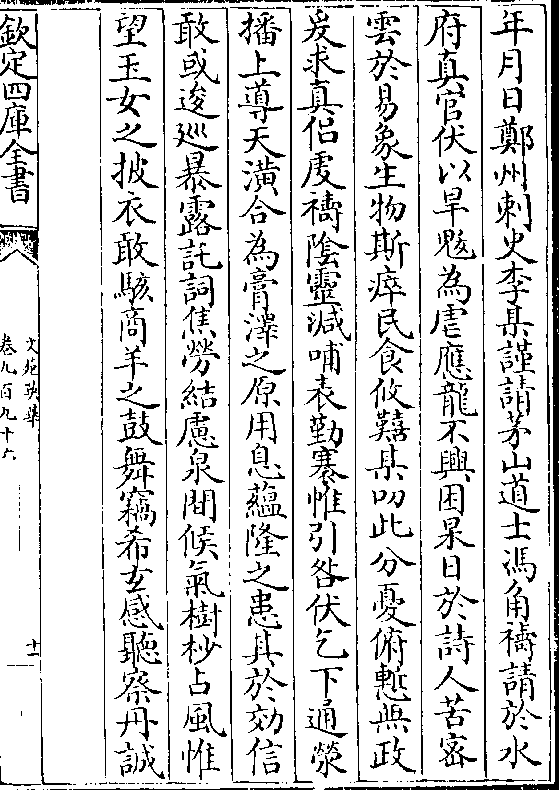 年月日鄭州刺史李某謹請茅山道士馮角禱請於水
府真官伏以旱魃為虐應龍不興困杲日於詩人苦密
雲於易象生物斯瘁民食攸囏某叨此分憂俯慙無政
爰求真侣虔禱陰靈減哺表勤褰帷引咎伏乞下通滎
播上導天潢合為膏澤之原用息藴隆之患其於効信
敢或逡廵暴露託詞焦勞結慮泉間候氣樹杪占風惟
望玉女之披衣敢駭商羊之鼓舞竊希玄感聽察丹誠
欽定四庫全書
文苑英華
卷九百九十六
十一